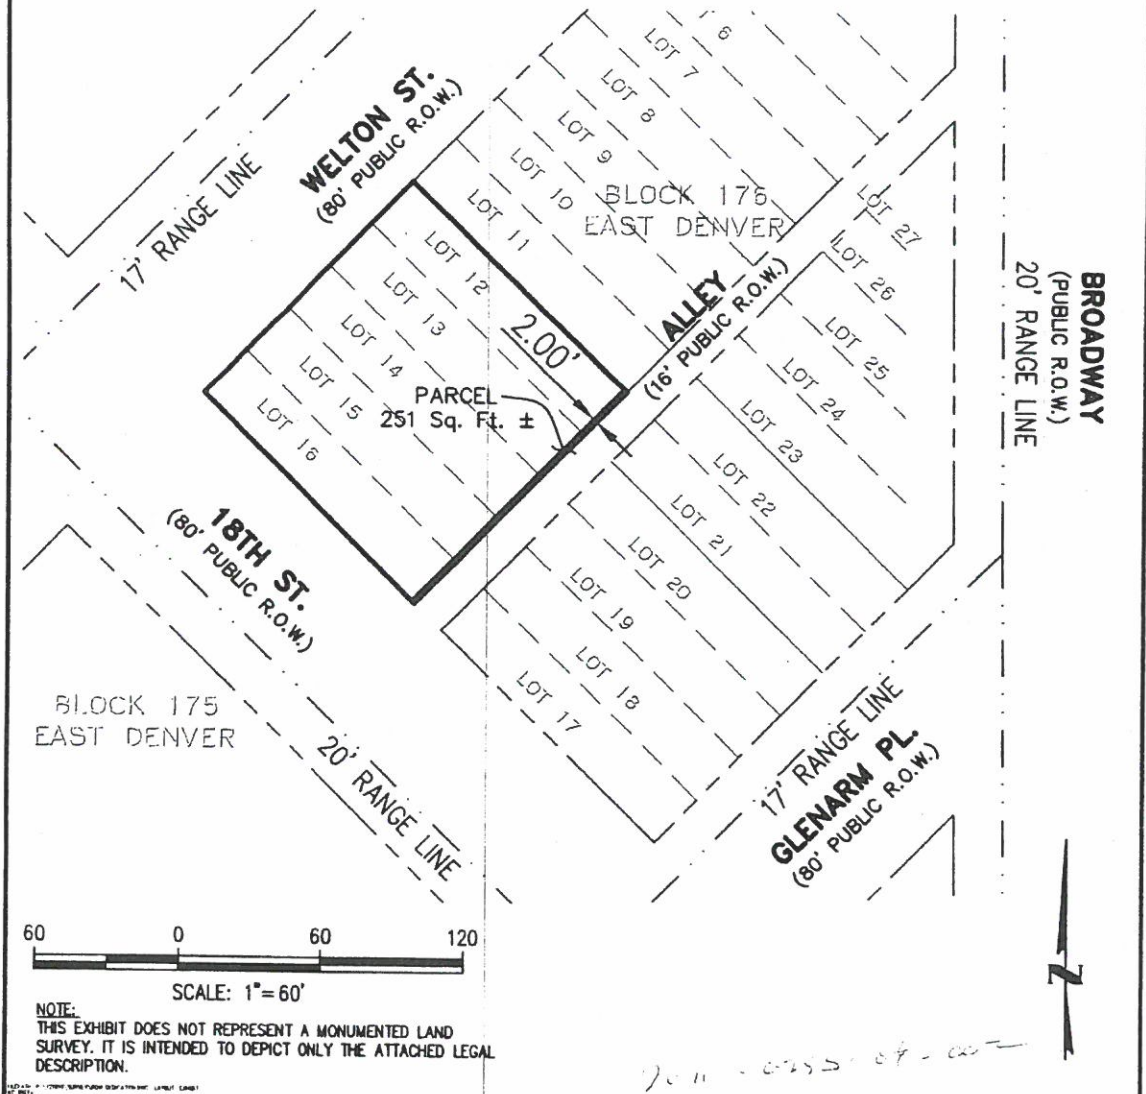 LOT 7
LOT 8
LOT 9
LOT 10
LOT 11
WELTON ST.
(80' PUBLIC R.O.W.)
17' RANGE LINE
BLOCK 176
EAST DENVER
LOT 12
LOT 13
LOT 14
LOT 15
LOT 16
2.00'
PARCEL
251 Sq. Ft. ±
ALLEY
(16' PUBLIC R.O.W.)
LOT 27
LOT 26
LOT 25
LOT 24
LOT 23
LOT 22
LOT 21
LOT 20
LOT 19
LOT 18
LOT 17
BROADWAY
(PUBLIC R.O.W.)
20' RANGE LINE
18TH ST.
(80' PUBLIC R.O.W.)
BLOCK 175
EAST DENVER
20' RANGE LINE
17' RANGE LINE
GLENARM PL.
(80' PUBLIC R.O.W.)
60 0 60 120
SCALE: 1"=60'
NOTE:
THIS EXHIBIT DOES NOT REPRESENT A MONUMENTED LAND
SURVEY. IT IS INTENDED TO DEPICT ONLY THE ATTACHED LEGAL
DESCRIPTION.
Z